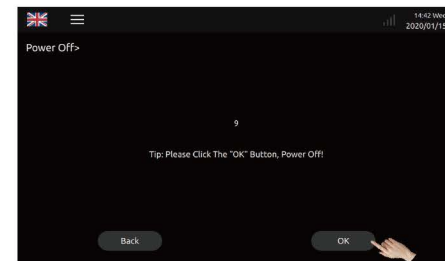 14:42 Wed
2020/01/15
Power Off>
9
Tip: Please Click The "OK" Button, Power Off!
Back
OK